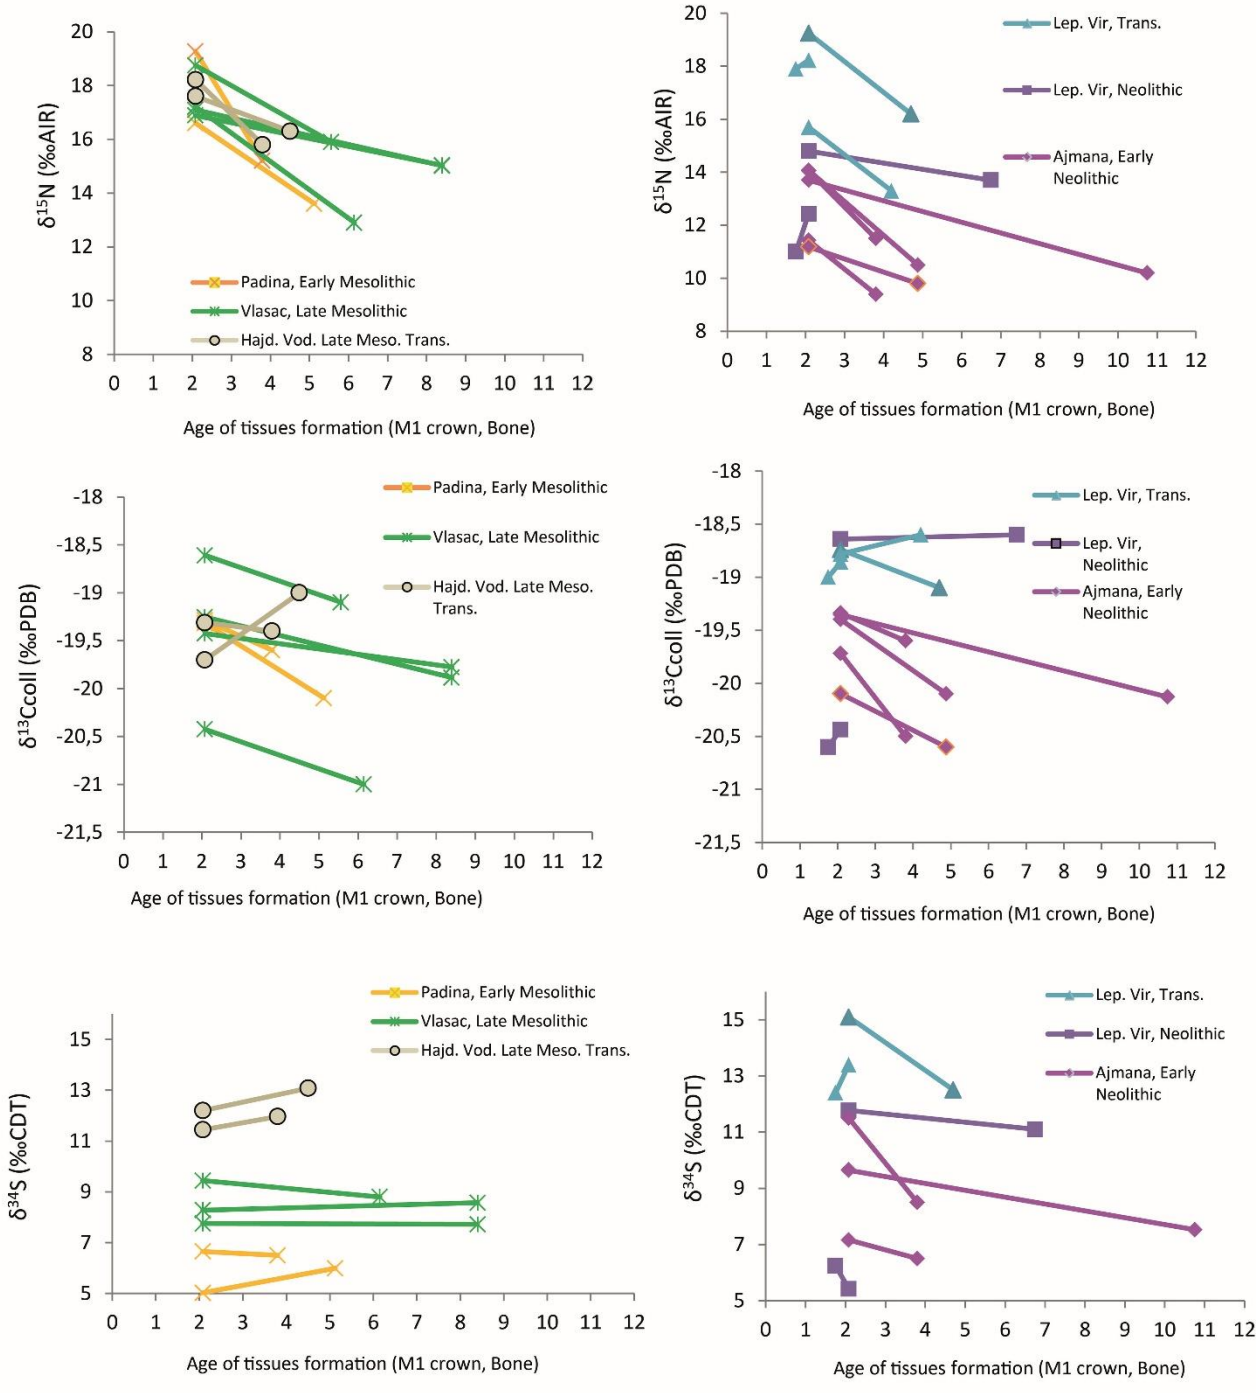 20
18
16
14
12
10
8
δ¹⁵N (‰AIR)
Padina, Early Mesolithic
Vlasac, Late Mesolithic
Hajd. Vod. Late Meso. Trans.
0 1 2 3 4 5 6 7 8 9 10 11 12
Age of tissues formation (M1 crown, Bone)
20
18
16
14
12
10
8
δ¹⁵N (‰AIR)
Lep. Vir, Trans.
Lep. Vir, Neolithic
Ajmana, Early
Neolithic
0 1 2 3 4 5 6 7 8 9 10 11 12
Age of tissues formation (M1 crown, Bone)
-18
-18,5
-19
-19,5
-20
-20,5
-21
-21,5
δ¹³Ccoll (‰PDB)
Padina, Early Mesolithic
Vlasac, Late Mesolithic
Hajd. Vod. Late Meso.
Trans.
0 1 2 3 4 5 6 7 8 9 10 11 12
Age of tissues formation (M1 crown, Bone)
-18
-18,5
-19
-19,5
-20
-20,5
-21
-21,5
δ¹³Ccoll (‰PDB)
Lep. Vir, Trans.
Lep. Vir,
Neolithic
Ajmana, Early
Neolithic
0 1 2 3 4 5 6 7 8 9 10 11 12
Age of tissues formation (M1 crown, Bone)
Padina, Early Mesolithic
Vlasac, Late Mesolithic
Hajd. Vod. Late Meso. Trans.
15
13
11
9
7
5
δ³⁴S (‰CDT)
0 1 2 3 4 5 6 7 8 9 10 11 12
Age of tissues formation (M1 crown, Bone)
Lep. Vir, Trans.
Lep. Vir, Neolithic
Ajmana, Early
Neolithic
15
13
11
9
7
5
δ³⁴S (‰CDT)
0 1 2 3 4 5 6 7 8 9 10 11 12
Age of tissues formation (M1 crown, Bone)